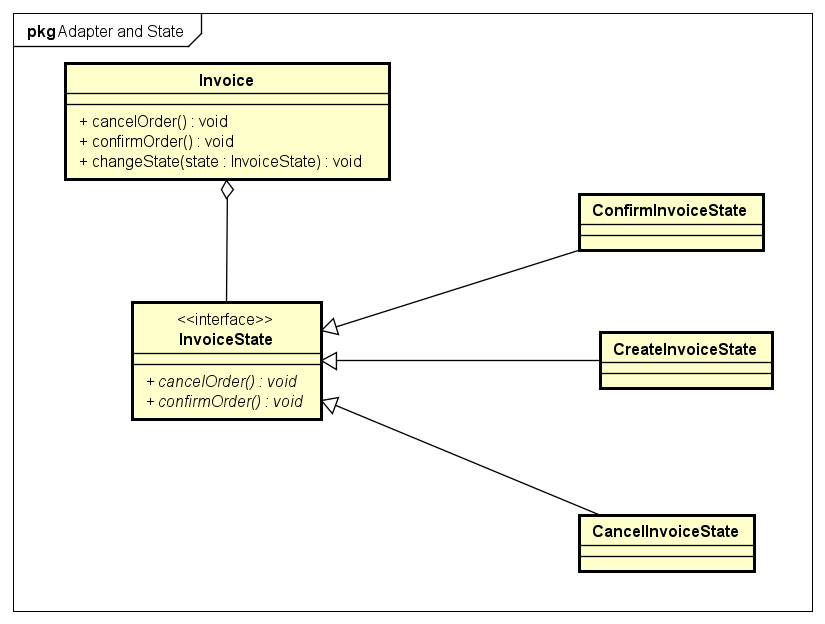 pkg Adapter and State
Invoice
+ cancelOrder() : void
+ confirmOrder() : void
+ changeState(state : InvoiceState) : void
ConfirmInvoiceState
<<interface>>
InvoiceState
+ cancelOrder() : void
+ confirmOrder() : void
CreateInvoiceState
CancelInvoiceState